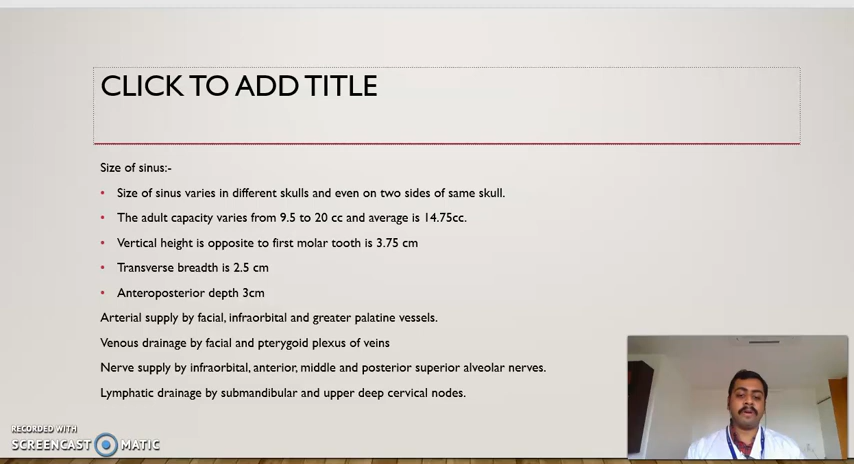 CLICK TO ADD TITLE
Size of sinus:-
• Size of sinus varies in different skulls and even on two sides of same skull.
• The adult capacity varies from 9.5 to 20 cc and average is 14.75cc.
• Vertical height is opposite to first molar tooth is 3.75 cm
• Transverse breadth is 2.5 cm
• Anteroposterior depth 3cm
Arterial supply by facial, infraorbital and greater palatine vessels.
Venous drainage by facial and pterygoid plexus of veins
Nerve supply by infraorbital, anterior, middle and posterior superior alveolar nerves.
Lymphatic drainage by submandibular and upper deep cervical nodes.
RECORDED WITH
SCREENCAST MATIC